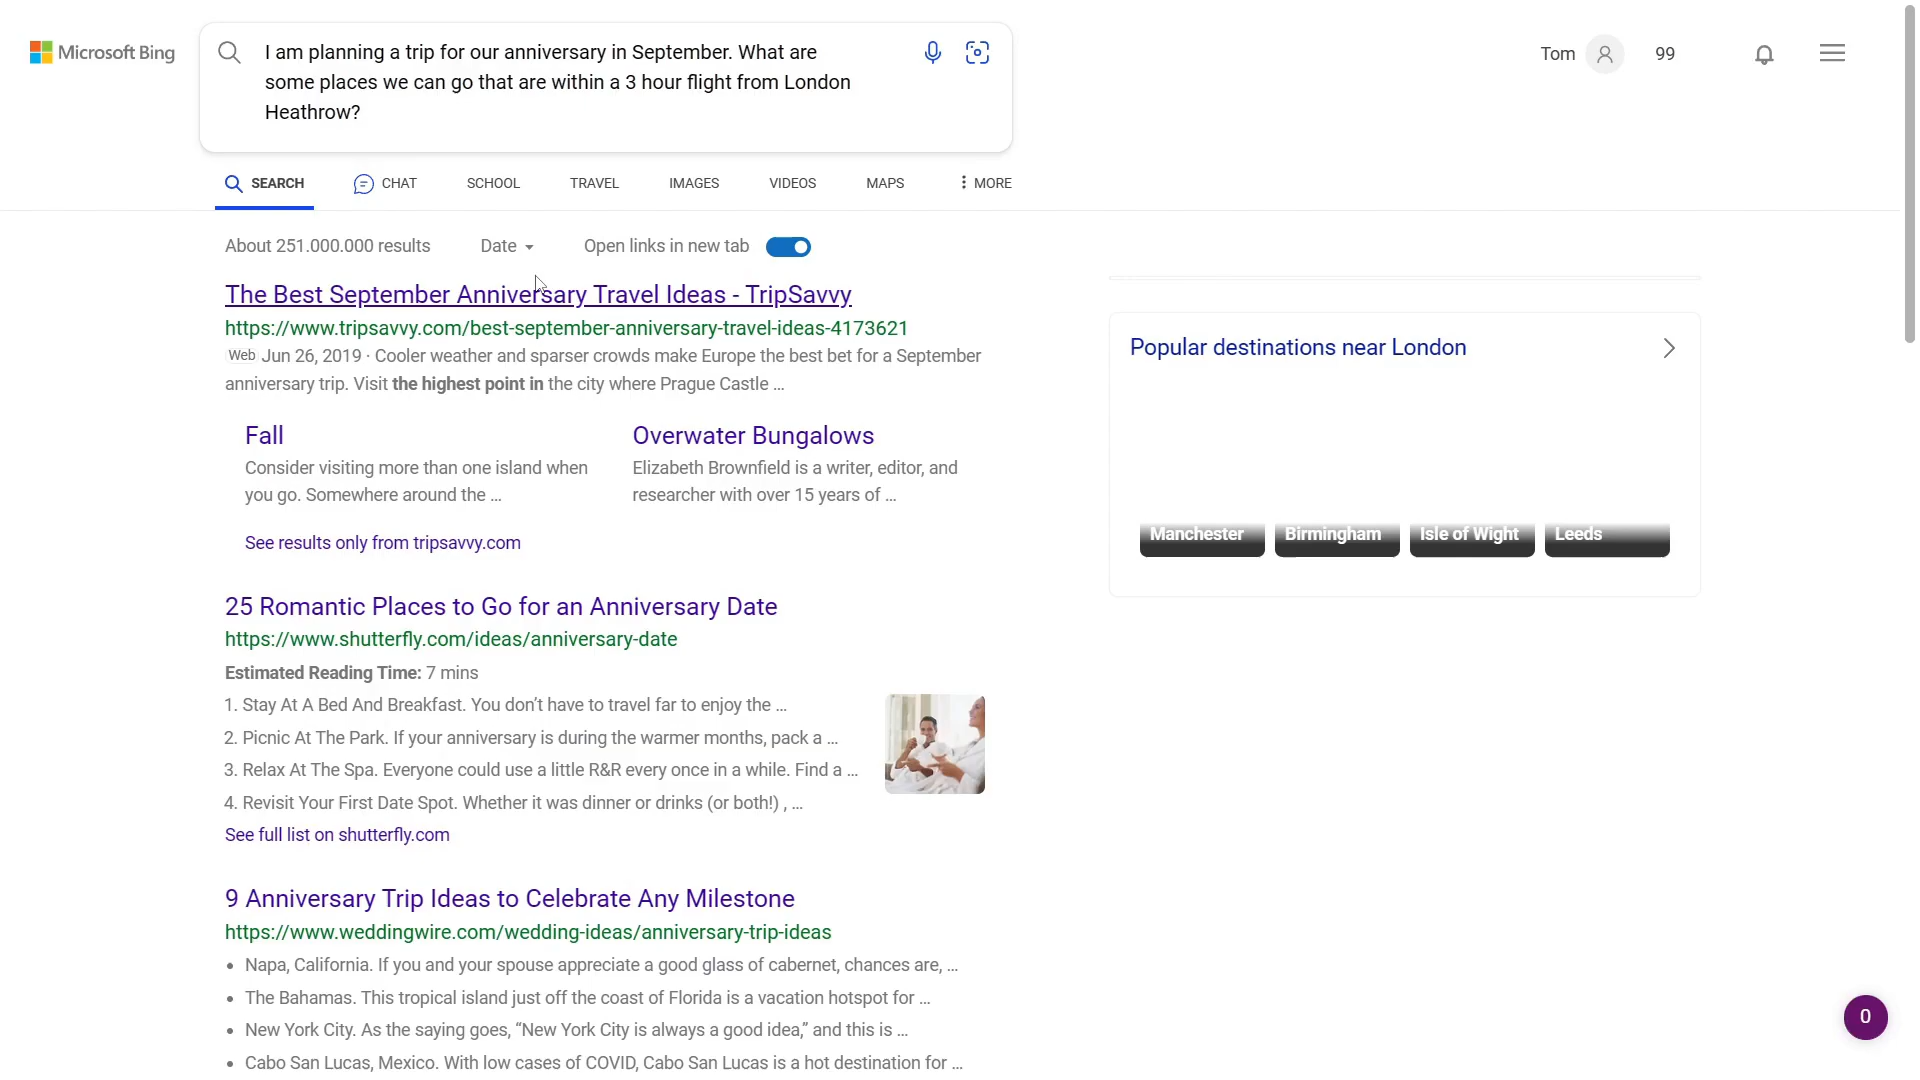 Microsoft Bing
I am planning a trip for our anniversary in September. What are
some places we can go that are within a 3 hour flight from London
Heathrow?
Tom
99
SEARCH
CHAT
SCHOOL
TRAVEL
IMAGES
VIDEOS
MAPS
MORE
About 251.000.000 results
Date
Open links in new tab
The Best September Anniversary Travel Ideas - TripSavvy
https://www.tripsavvy.com/best-september-anniversary-travel-ideas-4173621
Web Jun 26, 2019 · Cooler weather and sparser crowds make Europe the best bet for a September
anniversary trip. Visit the highest point in the city where Prague Castle ...
Fall
Consider visiting more than one island when
you go. Somewhere around the ...
Overwater Bungalows
Elizabeth Brownfield is a writer, editor, and
researcher with over 15 years of ...
See results only from tripsavvy.com
25 Romantic Places to Go for an Anniversary Date
https://www.shutterfly.com/ideas/anniversary-date
Estimated Reading Time: 7 mins
1. Stay At A Bed And Breakfast. You don’t have to travel far to enjoy the ...
2. Picnic At The Park. If your anniversary is during the warmer months, pack a ...
3. Relax At The Spa. Everyone could use a little R&R every once in a while. Find a ...
4. Revisit Your First Date Spot. Whether it was dinner or drinks (or both!) , ...
See full list on shutterfly.com
9 Anniversary Trip Ideas to Celebrate Any Milestone
https://www.weddingwire.com/wedding-ideas/anniversary-trip-ideas
• Napa, California. If you and your spouse appreciate a good glass of cabernet, chances are, ...
• The Bahamas. This tropical island just off the coast of Florida is a vacation hotspot for ...
• New York City. As the saying goes, “New York City is always a good idea,” and this is ...
• Cabo San Lucas, Mexico. With low cases of COVID, Cabo San Lucas is a hot destination for ...
Popular destinations near London
Manchester
Birmingham
Isle of Wight
Leeds
0